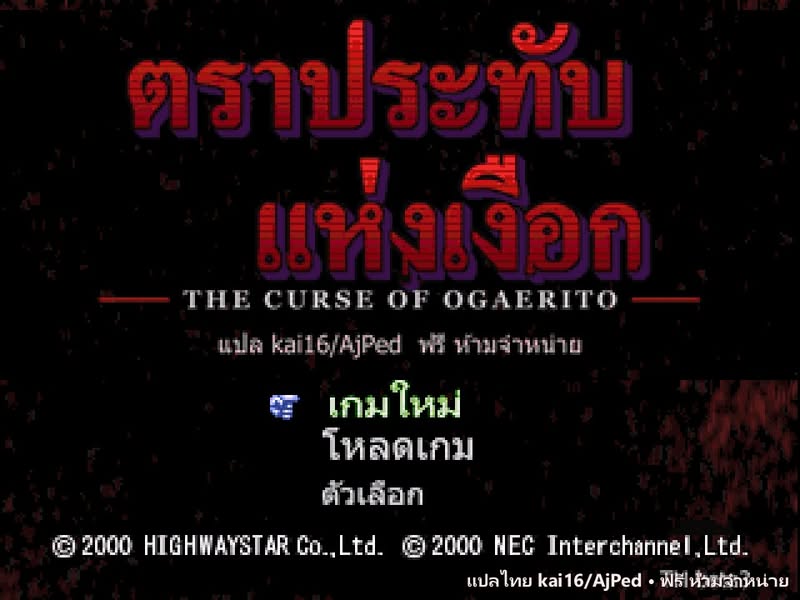 ตราประทับ
แห่งเงือก
THE CURSE OF OGAERITO
แปล kai16/AjPed ฟรี ห้ามจำหน่าย
เกมใหม่
โหลดเกม
ตัวเลือก
© 2000 HIGHWAYSTAR Co.,Ltd. © 2000 NEC Interchannel,Ltd.
แปลไทย kai16/AjPed • ฟรี ห้ามจำหน่าย